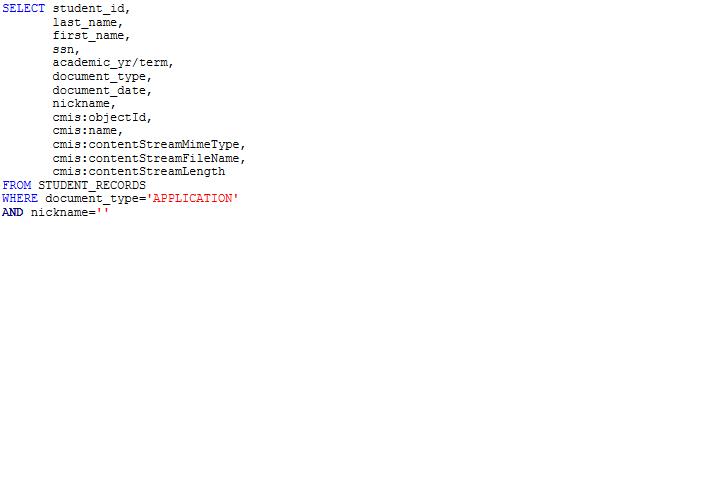 SELECT student_id,
last_name,
first_name,
ssn,
academic_yr/term,
document_type,
document_date,
nickname,
cmis:objectId,
cmis:name,
cmis:contentStreamMimeType,
cmis:contentStreamFileName,
cmis:contentStreamLength
FROM STUDENT_RECORDS
WHERE document_type='APPLICATION'
AND nickname=''